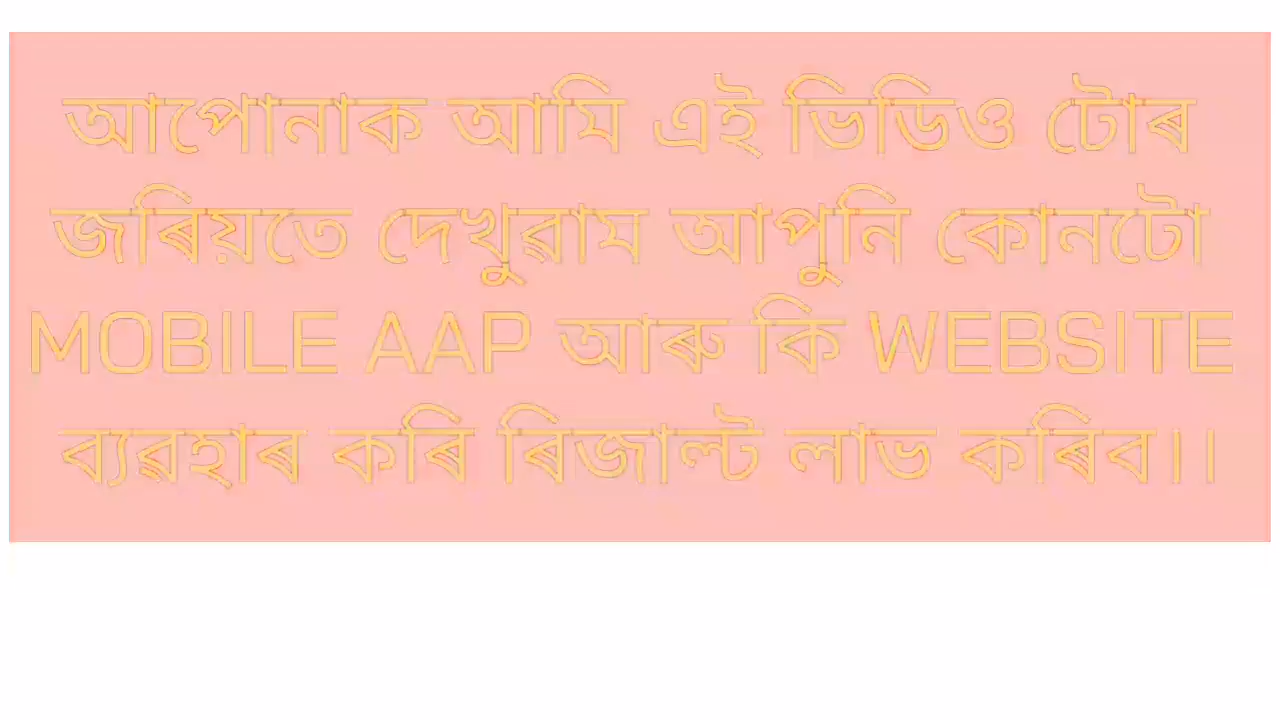 আপোনাক আমি এই ভিডিও টোৰ
জৰিয়তে দেখুৱাম আপুনি কোনটো
MOBILE AAP আৰু কি WEBSITE
ব্যৱহাৰ কৰি ৰিজাল্ট লাভ কৰিব।।